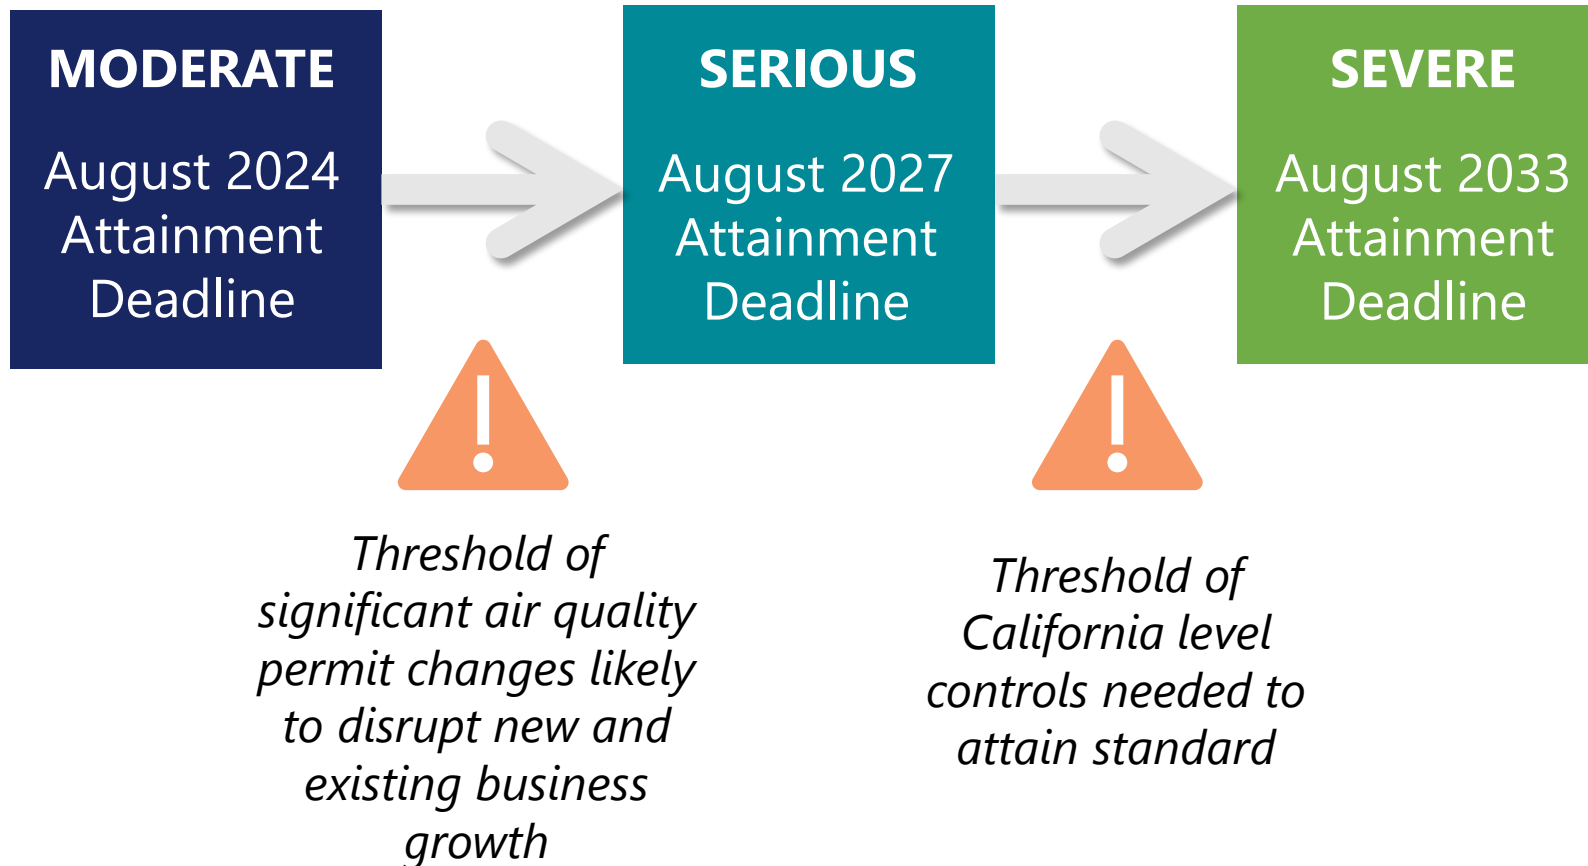 MODERATE
August 2024
Attainment
Deadline
SERIOUS
August 2027
Attainment
Deadline
SEVERE
August 2033
Attainment
Deadline
Threshold of
significant air quality
permit changes likely
to disrupt new and
existing business
growth
Threshold of
California level
controls needed to
attain standard